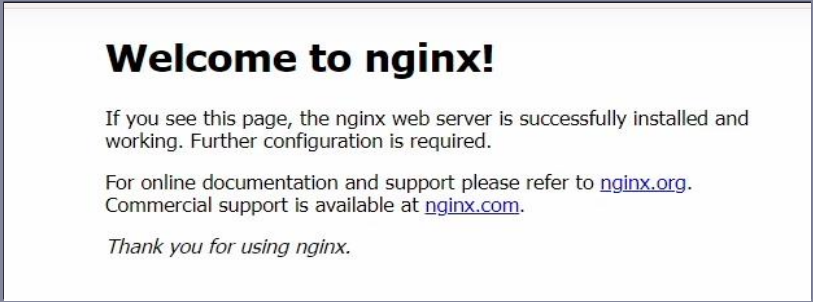 Welcome to nginx!
If you see this page, the nginx web server is successfully installed and
working. Further configuration is required.
For online documentation and support please refer to nginx.org.
Commercial support is available at nginx.com.
Thank you for using nginx.